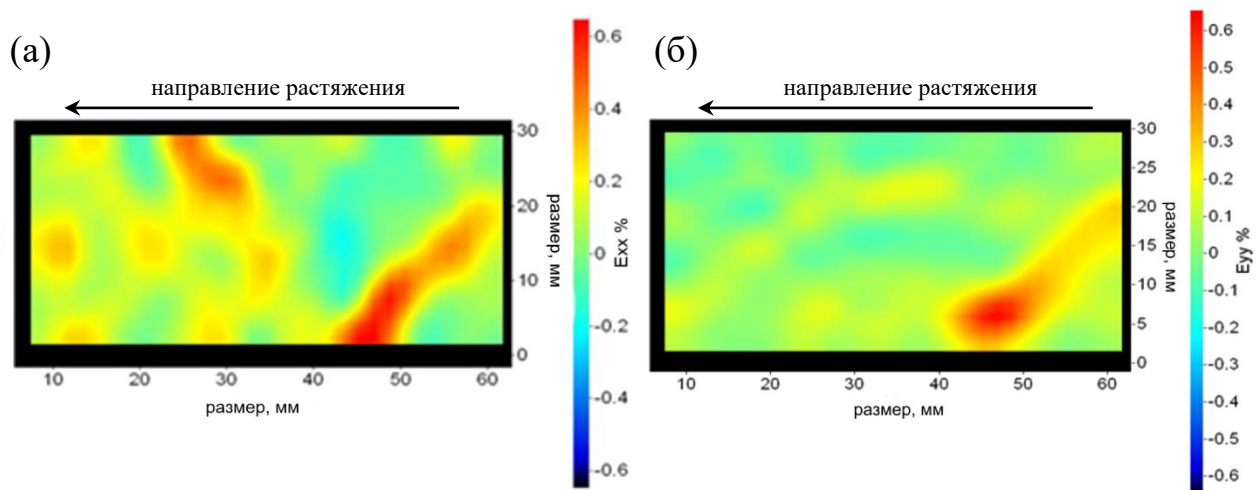 (а)
направление растяжения
30
20
10
0
размер, мм
10 20 30 40 50 60
размер, мм
0.6
0.4
0.2
0
-0.2
-0.4
-0.6
Exx %
(б)
направление растяжения
30
25
20
15
10
5
0
размер, мм
10 20 30 40 50 60
размер, мм
0.6
0.5
0.4
0.3
0.2
0.1
0
-0.1
-0.2
-0.3
-0.4
-0.5
-0.6
Eyy %